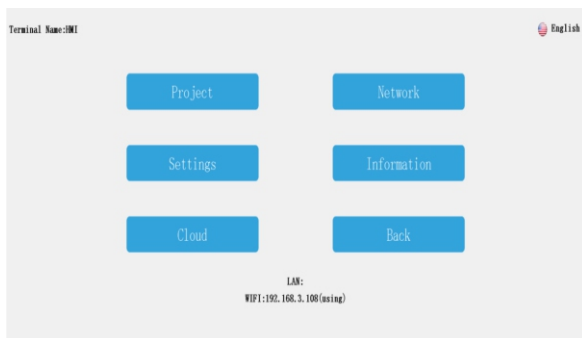 Terminal Name:HMI
English
Project
Network
Settings
Information
Cloud
Back
LAN:
WIFI:192.168.3.108(using)